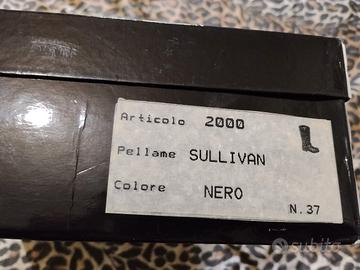 Articolo 2000
Pellame SULLIVAN
Colore NERO
N.37
subito